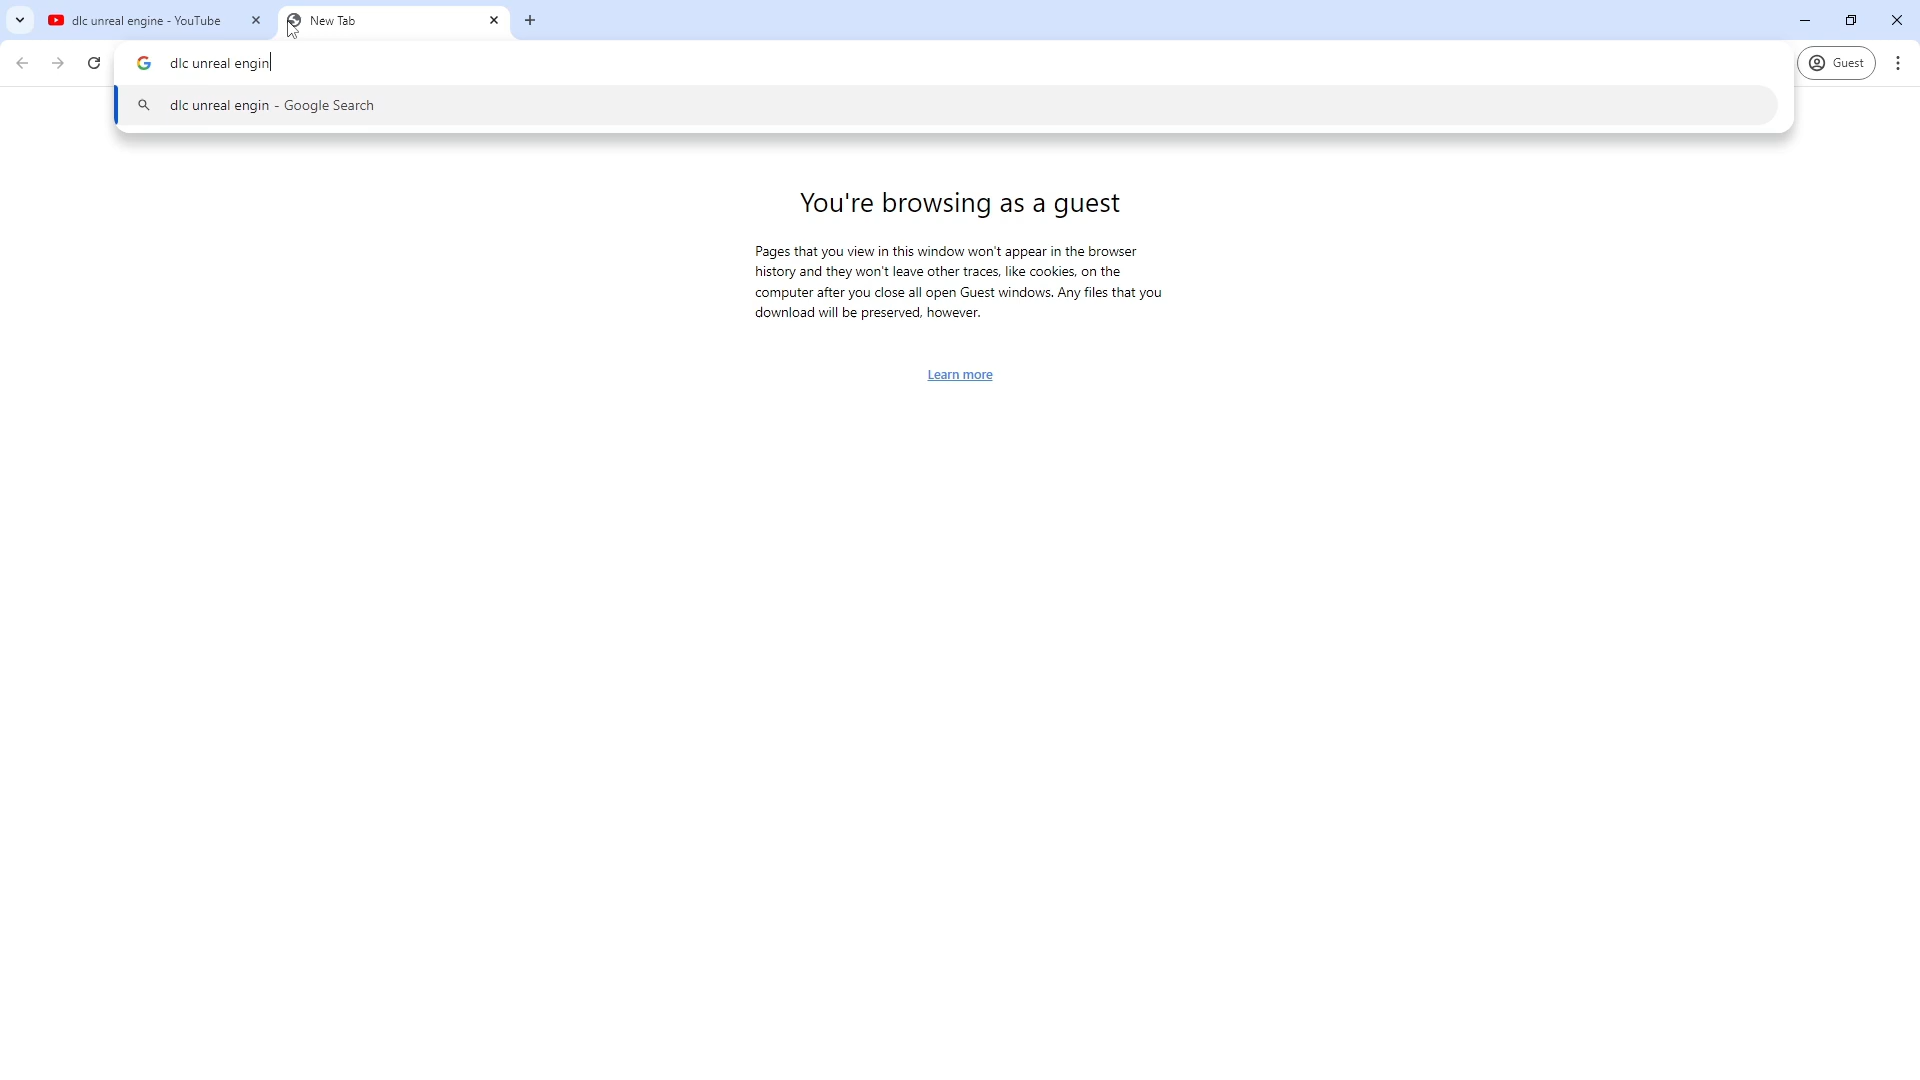 dlc unreal engine - YouTube
New Tab
dlc unreal engin
Guest
dlc unreal engin - Google Search
You're browsing as a guest
Pages that you view in this window won't appear in the browser
history and they won't leave other traces, like cookies, on the
computer after you close all open Guest windows. Any files that you
download will be preserved, however.
Learn more